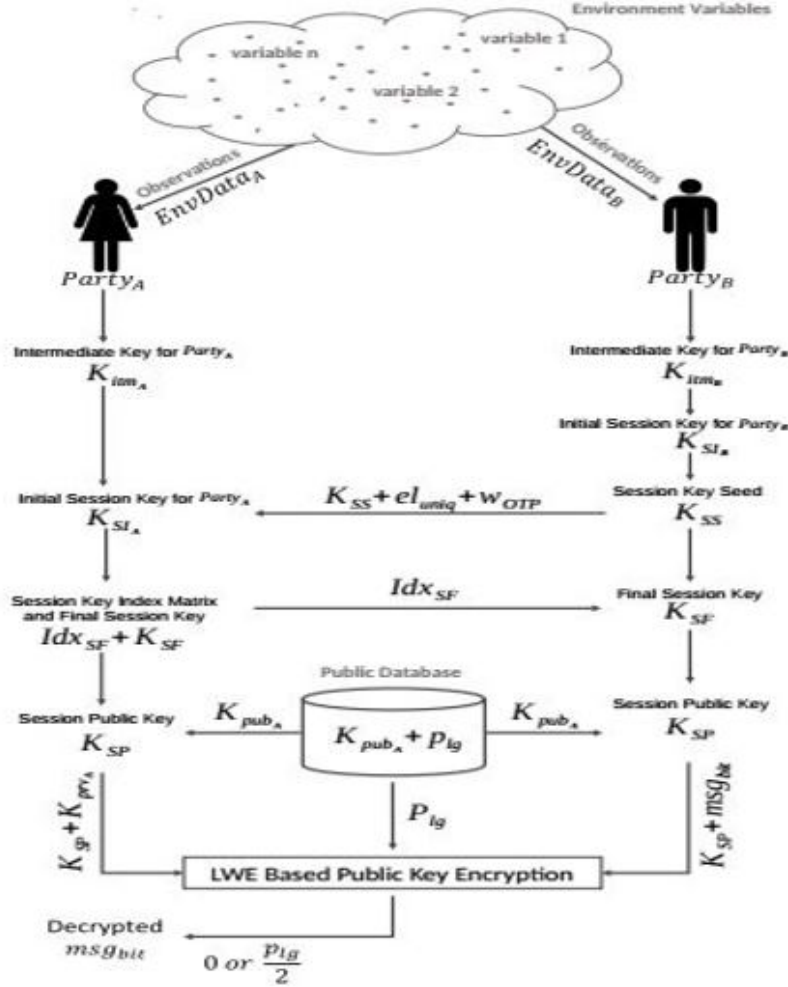 Environment Variables
variable 1
variable n
variable 2
Observations
EnvData_A
Observations
EnvData_B
Party_A
Party_B
Intermediate Key for Party_A
K_itm_A
Intermediate Key for Party_B
K_itm_B
Initial Session Key for Party_B
K_SI_B
Initial Session Key for Party_A
K_SI_A
K_SS + el_uniq + w_OTP
Session Key Seed
K_SS
Session Key Index Matrix
and Final Session Key
Idx_SF + K_SF
Idx_SF
Final Session Key
K_SF
Public Database
Session Public Key
K_SP
K_pub_A
K_pub_A + p_lg
K_pub_A
Session Public Key
K_SP
K_SP + K_prv_A
P_lg
K_SP + msg_bit
LWE Based Public Key Encryption
Decrypted
msg_bit
0 or p_lg/2